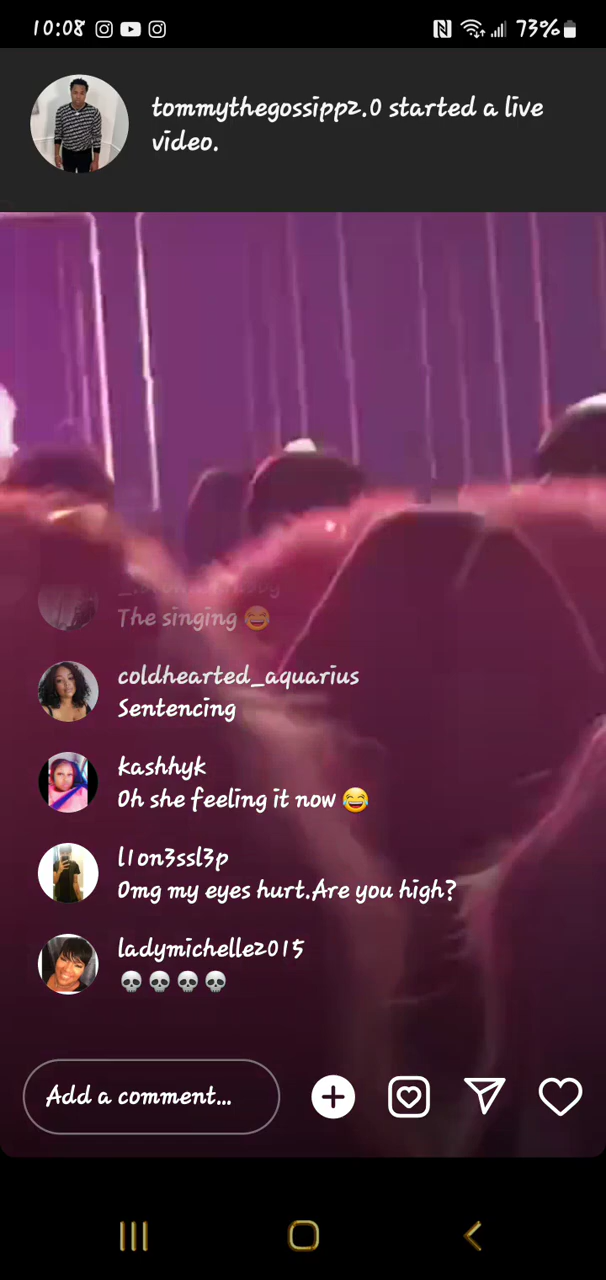 10:08 73%
tommythegossipp2.0 started a live
video.
The singing 😂
coldhearted_aquarius
Sentencing
kashhyk
Oh she feeling it now 😂
l1on3ssl3p
Omg my eyes hurt.Are you high?
ladymichelle2015
💀💀💀💀
Add a comment...